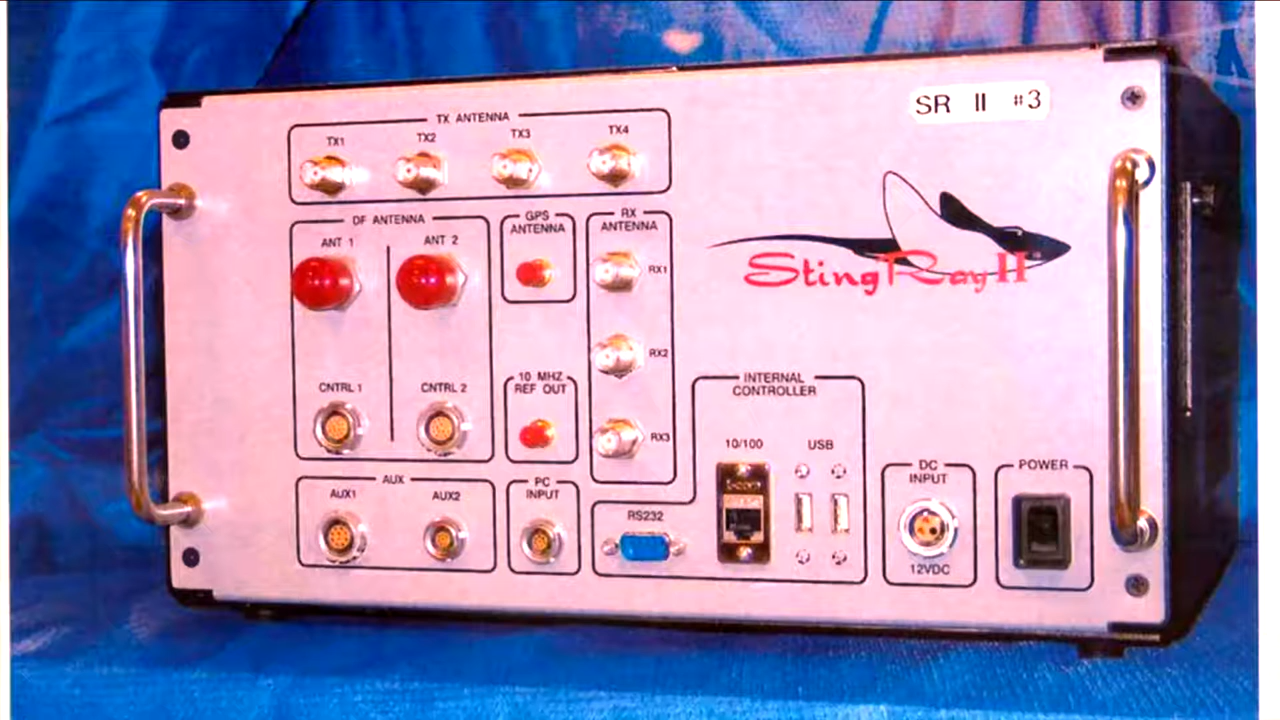 SR II #3
TX ANTENNA
TX1 TX2 TX3 TX4
DF ANTENNA
ANT 1 ANT 2
CNTRL 1 CNTRL 2
GPS
ANTENNA
RX
ANTENNA
RX1
RX2
RX3
StingRay II
10 MHZ
REF OUT
AUX
AUX1 AUX2
PC
INPUT
INTERNAL
CONTROLLER
10/100 USB
RS232
DC
INPUT
12VDC
POWER